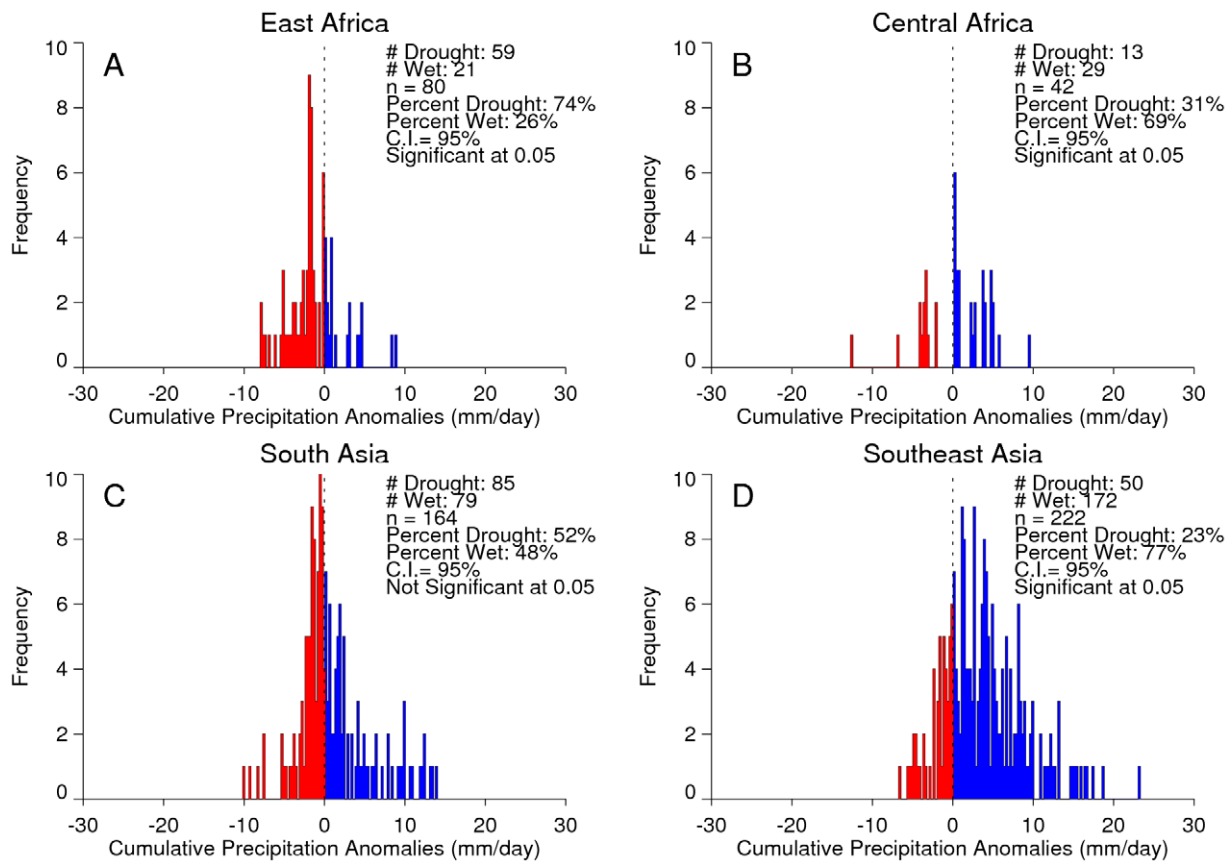 East Africa
A
# Drought: 59
# Wet: 21
n = 80
Percent Drought: 74%
Percent Wet: 26%
C.I.= 95%
Significant at 0.05
10
8
6
4
2
0
Frequency
-30 -20 -10 0 10 20 30
Cumulative Precipitation Anomalies (mm/day)
Central Africa
B
# Drought: 13
# Wet: 29
n = 42
Percent Drought: 31%
Percent Wet: 69%
C.I.= 95%
Significant at 0.05
10
8
6
4
2
0
Frequency
-30 -20 -10 0 10 20 30
Cumulative Precipitation Anomalies (mm/day)
South Asia
C
# Drought: 85
# Wet: 79
n = 164
Percent Drought: 52%
Percent Wet: 48%
C.I.= 95%
Not Significant at 0.05
10
8
6
4
2
0
Frequency
-30 -20 -10 0 10 20 30
Cumulative Precipitation Anomalies (mm/day)
Southeast Asia
D
# Drought: 50
# Wet: 172
n = 222
Percent Drought: 23%
Percent Wet: 77%
C.I.= 95%
Significant at 0.05
10
8
6
4
2
0
Frequency
-30 -20 -10 0 10 20 30
Cumulative Precipitation Anomalies (mm/day)